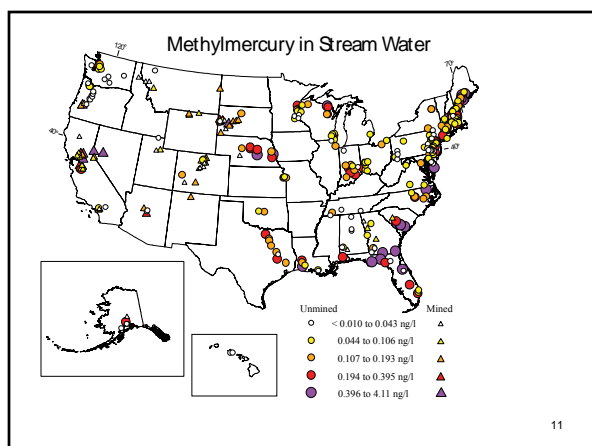 Methylmercury in Stream Water
120°
70°
40°
40°
Unmined
Mined
< 0.010 to 0.043 ng/l
0.044 to 0.106 ng/l
0.107 to 0.193 ng/l
0.194 to 0.395 ng/l
0.396 to 4.11 ng/l
11